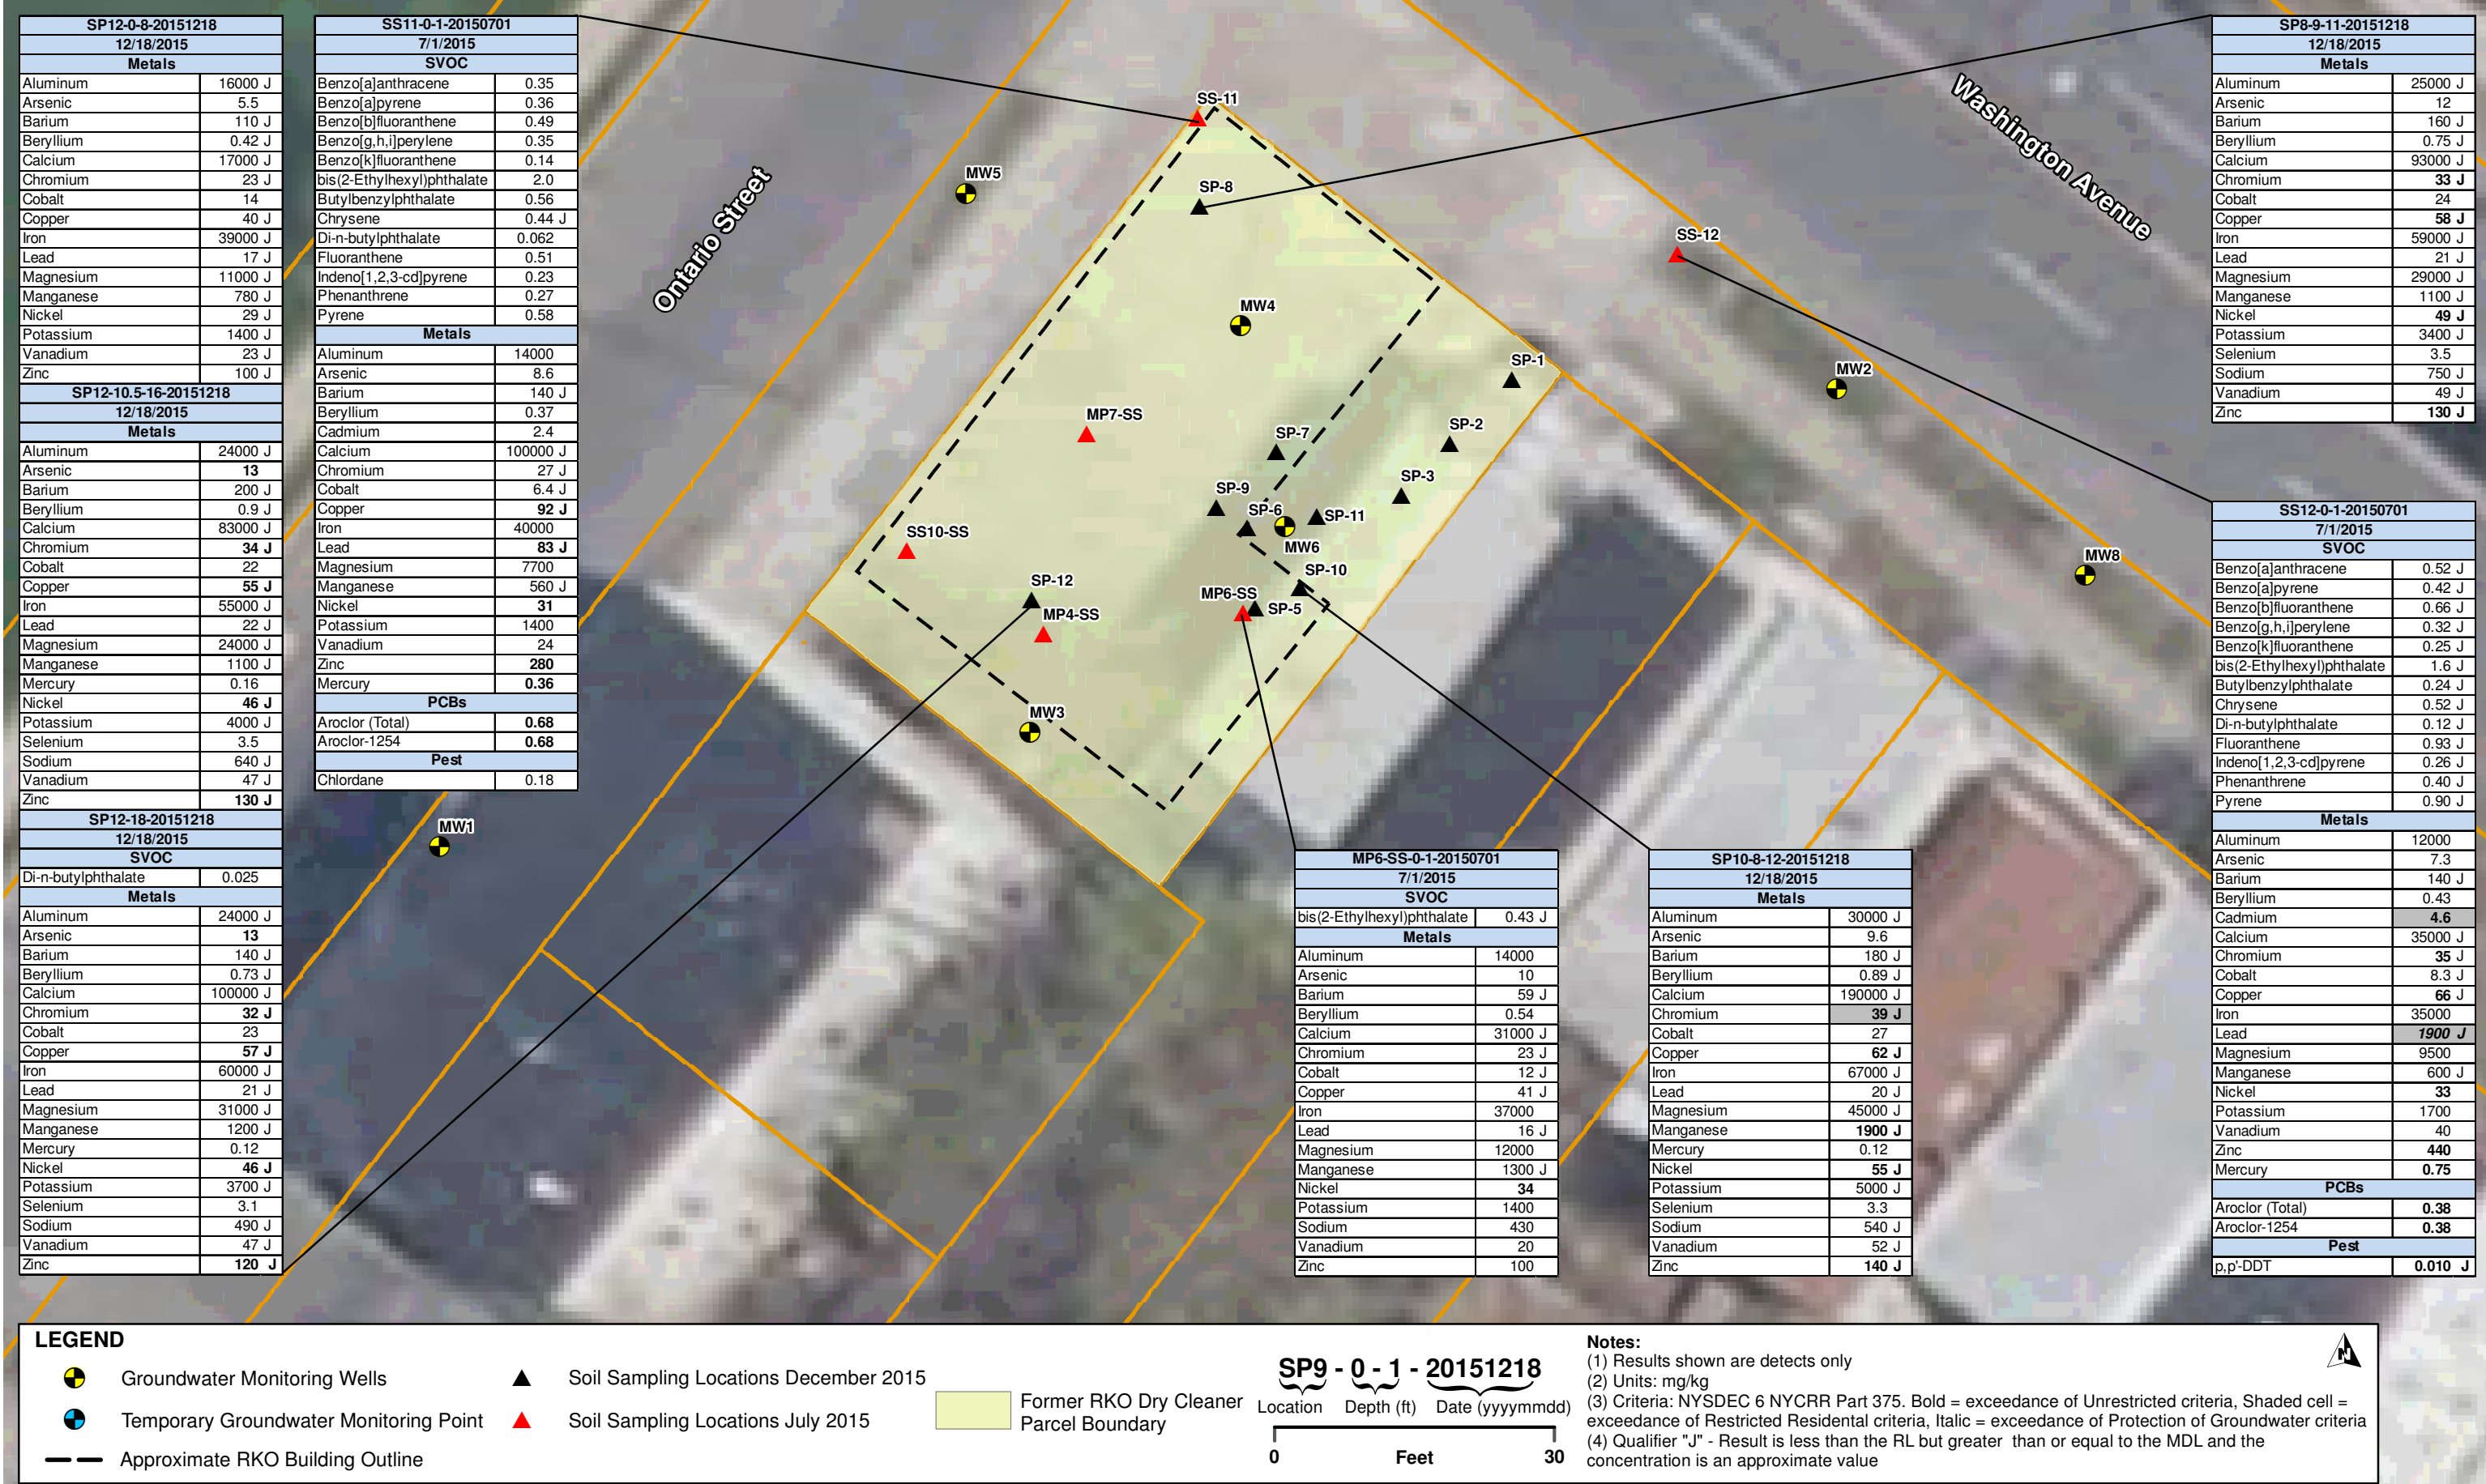 SP12-0-8-20151218
12/18/2015
Metals
Aluminum 16000 J
Arsenic 5.5
Barium 110 J
Beryllium 0.42 J
Calcium 17000 J
Chromium 23 J
Cobalt 14
Copper 40 J
Iron 39000 J
Lead 17 J
Magnesium 11000 J
Manganese 780 J
Nickel 29 J
Potassium 1400 J
Vanadium 23 J
Zinc 100 J
SP12-10.5-16-20151218
12/18/2015
Metals
Aluminum 24000 J
Arsenic 13
Barium 200 J
Beryllium 0.9 J
Calcium 83000 J
Chromium 34 J
Cobalt 22
Copper 55 J
Iron 55000 J
Lead 22 J
Magnesium 24000 J
Manganese 1100 J
Mercury 0.16
Nickel 46 J
Potassium 4000 J
Selenium 3.5
Sodium 640 J
Vanadium 47 J
Zinc 130 J
SP12-18-20151218
12/18/2015
SVOC
Di-n-butylphthalate 0.025
Metals
Aluminum 24000 J
Arsenic 13
Barium 140 J
Beryllium 0.73 J
Calcium 100000 J
Chromium 32 J
Cobalt 23
Copper 57 J
Iron 60000 J
Lead 21 J
Magnesium 31000 J
Manganese 1200 J
Mercury 0.12
Nickel 46 J
Potassium 3700 J
Selenium 3.1
Sodium 490 J
Vanadium 47 J
Zinc 120 J
SS11-0-1-20150701
7/1/2015
SVOC
Benzo[a]anthracene 0.35
Benzo[a]pyrene 0.36
Benzo[b]fluoranthene 0.49
Benzo[g,h,i]perylene 0.35
Benzo[k]fluoranthene 0.14
bis(2-Ethylhexyl)phthalate 2.0
Butylbenzylphthalate 0.56
Chrysene 0.44 J
Di-n-butylphthalate 0.062
Fluoranthene 0.51
Indeno[1,2,3-cd]pyrene 0.23
Phenanthrene 0.27
Pyrene 0.58
Metals
Aluminum 14000
Arsenic 8.6
Barium 140 J
Beryllium 0.37
Cadmium 2.4
Calcium 100000 J
Chromium 27 J
Cobalt 6.4 J
Copper 92 J
Iron 40000
Lead 83 J
Magnesium 7700
Manganese 560 J
Nickel 31
Potassium 1400
Vanadium 24
Zinc 280
Mercury 0.36
PCBs
Aroclor (Total) 0.68
Aroclor-1254 0.68
Pest
Chlordane 0.18
Ontario Street
Washington Avenue
SS-11
MW5
SP-8
SS-12
MW4
SP-1
MW2
MP7-SS
SP-2
SP-7
SP-3
SP-9
SP-6
SP-11
SS10-SS
MW6
MW8
SP-10
SP-12
MP6-SS
SP-5
MP4-SS
MW3
MW1
MP6-SS-0-1-20150701
7/1/2015
SVOC
bis(2-Ethylhexyl)phthalate 0.43 J
Metals
Aluminum 14000
Arsenic 10
Barium 59 J
Beryllium 0.54
Calcium 31000 J
Chromium 23 J
Cobalt 12 J
Copper 41 J
Iron 37000
Lead 16 J
Magnesium 12000
Manganese 1300 J
Nickel 34
Potassium 1400
Sodium 430
Vanadium 20
Zinc 100
SP10-8-12-20151218
12/18/2015
Metals
Aluminum 30000 J
Arsenic 9.6
Barium 180 J
Beryllium 0.89 J
Calcium 190000 J
Chromium 39 J
Cobalt 27
Copper 62 J
Iron 67000 J
Lead 20 J
Magnesium 45000 J
Manganese 1900 J
Mercury 0.12
Nickel 55 J
Potassium 5000 J
Selenium 3.3
Sodium 540 J
Vanadium 52 J
Zinc 140 J
SP8-9-11-20151218
12/18/2015
Metals
Aluminum 25000 J
Arsenic 12
Barium 160 J
Beryllium 0.75 J
Calcium 93000 J
Chromium 33 J
Cobalt 24
Copper 58 J
Iron 59000 J
Lead 21 J
Magnesium 29000 J
Manganese 1100 J
Nickel 49 J
Potassium 3400 J
Selenium 3.5
Sodium 750 J
Vanadium 49 J
Zinc 130 J
SS12-0-1-20150701
7/1/2015
SVOC
Benzo[a]anthracene 0.52 J
Benzo[a]pyrene 0.42 J
Benzo[b]fluoranthene 0.66 J
Benzo[g,h,i]perylene 0.32 J
Benzo[k]fluoranthene 0.25 J
bis(2-Ethylhexyl)phthalate 1.6 J
Butylbenzylphthalate 0.24 J
Chrysene 0.52 J
Di-n-butylphthalate 0.12 J
Fluoranthene 0.93 J
Indeno[1,2,3-cd]pyrene 0.26 J
Phenanthrene 0.40 J
Pyrene 0.90 J
Metals
Aluminum 12000
Arsenic 7.3
Barium 140 J
Beryllium 0.43
Cadmium 4.6
Calcium 35000 J
Chromium 35 J
Cobalt 8.3 J
Copper 66 J
Iron 35000
Lead 1900 J
Magnesium 9500
Manganese 600 J
Nickel 33
Potassium 1700
Vanadium 40
Zinc 440
Mercury 0.75
PCBs
Aroclor (Total) 0.38
Aroclor-1254 0.38
Pest
p,p'-DDT 0.010 J
LEGEND
Groundwater Monitoring Wells
Temporary Groundwater Monitoring Point
Approximate RKO Building Outline
Soil Sampling Locations December 2015
Soil Sampling Locations July 2015
Former RKO Dry Cleaner
Parcel Boundary
SP9 - 0 - 1 - 20151218
Location Depth (ft) Date (yyyymmdd)
0 Feet 30
Notes:
(1) Results shown are detects only
(2) Units: mg/kg
(3) Criteria: NYSDEC 6 NYCRR Part 375. Bold = exceedance of Unrestricted criteria, Shaded cell =
exceedance of Restricted Residental criteria, Italic = exceedance of Protection of Groundwater criteria
(4) Qualifier "J" - Result is less than the RL but greater than or equal to the MDL and the
concentration is an approximate value
N